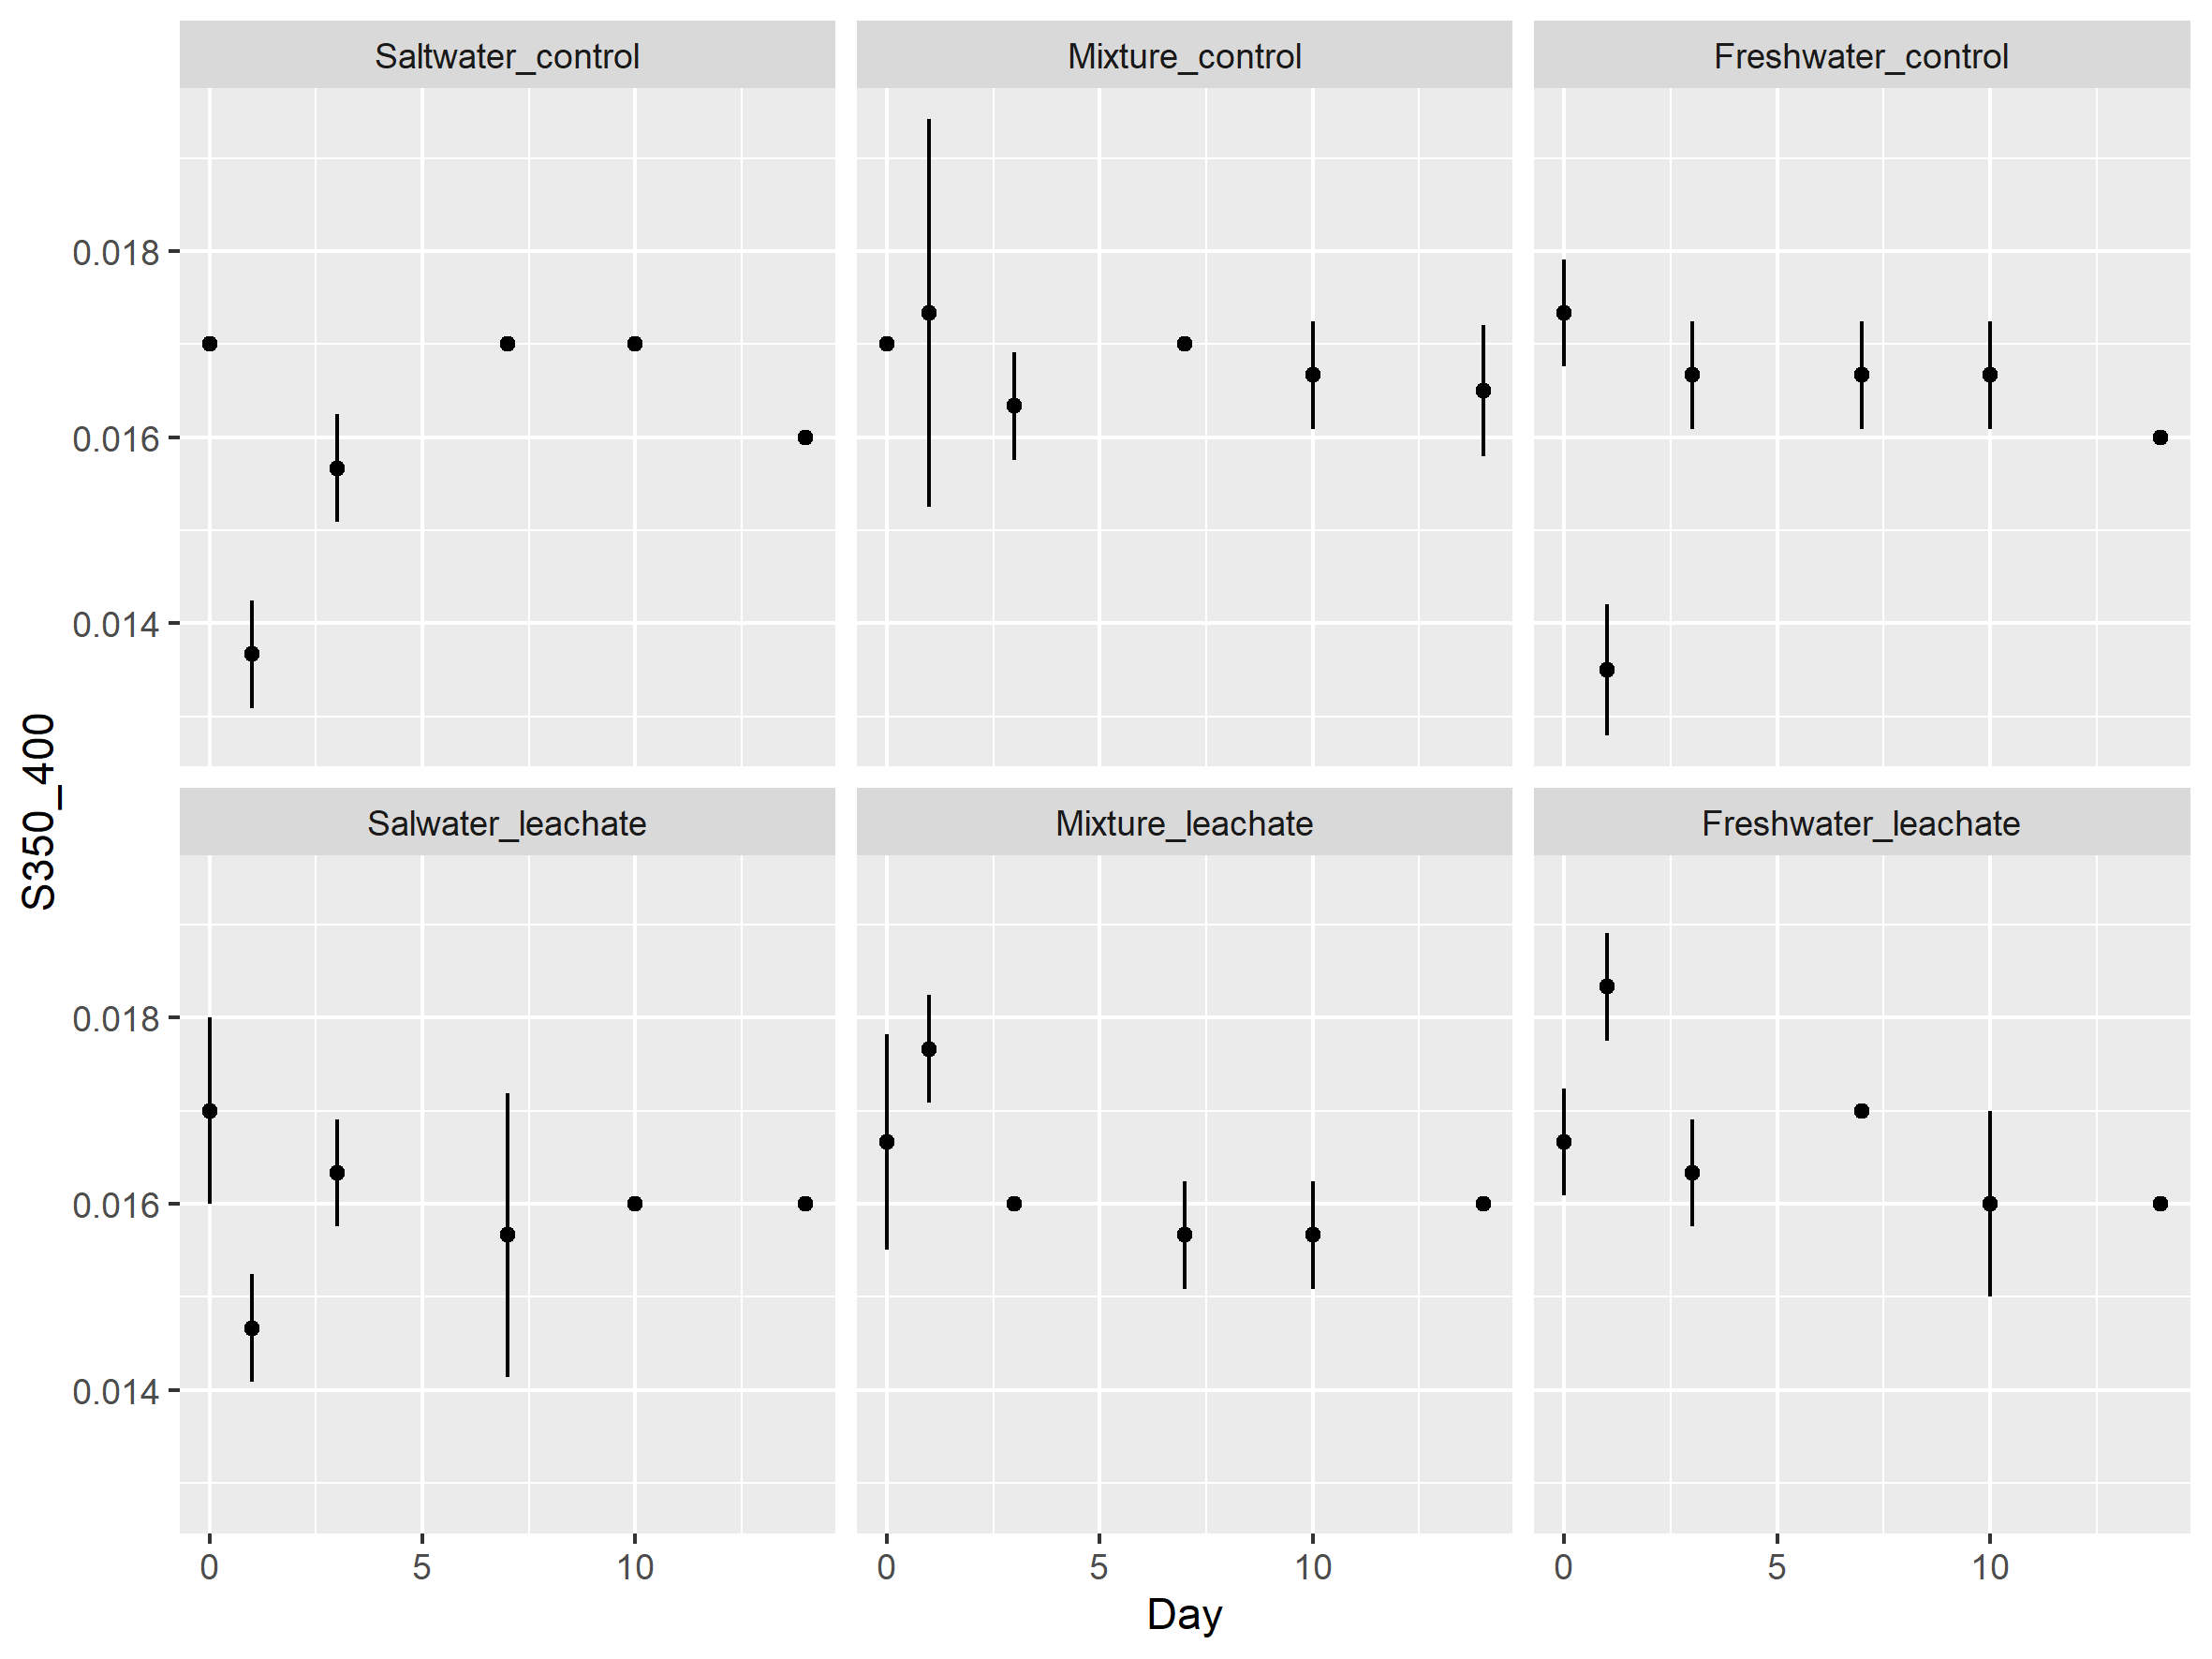 Saltwater_control
Mixture_control
Freshwater_control
0.018
0.016
0.014
S350_400
Salwater_leachate
Mixture_leachate
Freshwater_leachate
0.018
0.016
0.014
0 5 10
0 5 10
0 5 10
Day